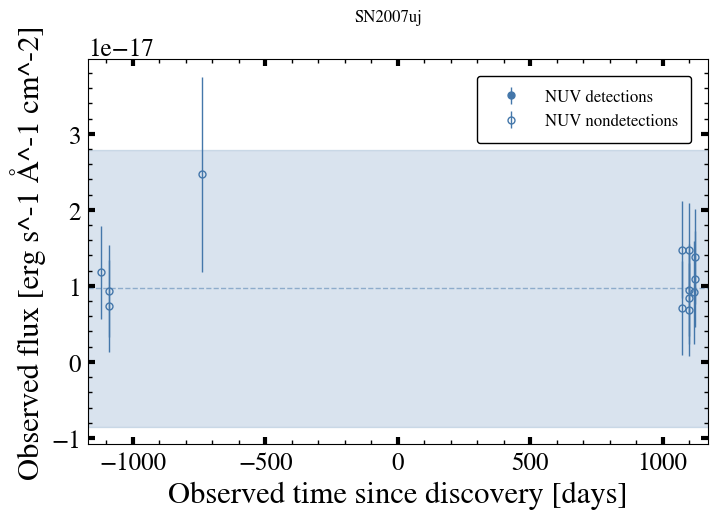 SN2007uj
1e−17
NUV detections
NUV nondetections
3
2
1
0
−1
Observed flux [erg s^-1 Å^-1 cm^-2]
−1000
−500
0
500
1000
Observed time since discovery [days]